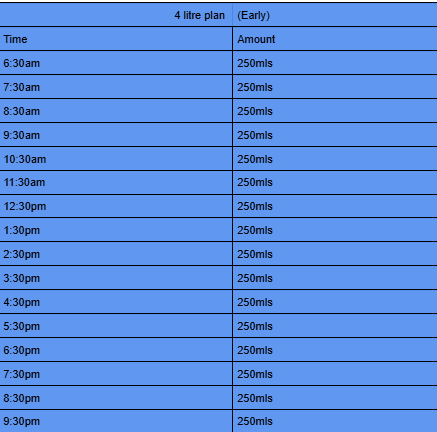 4 litre plan (Early)
Time Amount
6:30am 250mls
7:30am 250mls
8:30am 250mls
9:30am 250mls
10:30am 250mls
11:30am 250mls
12:30pm 250mls
1:30pm 250mls
2:30pm 250mls
3:30pm 250mls
4:30pm 250mls
5:30pm 250mls
6:30pm 250mls
7:30pm 250mls
8:30pm 250mls
9:30pm 250mls